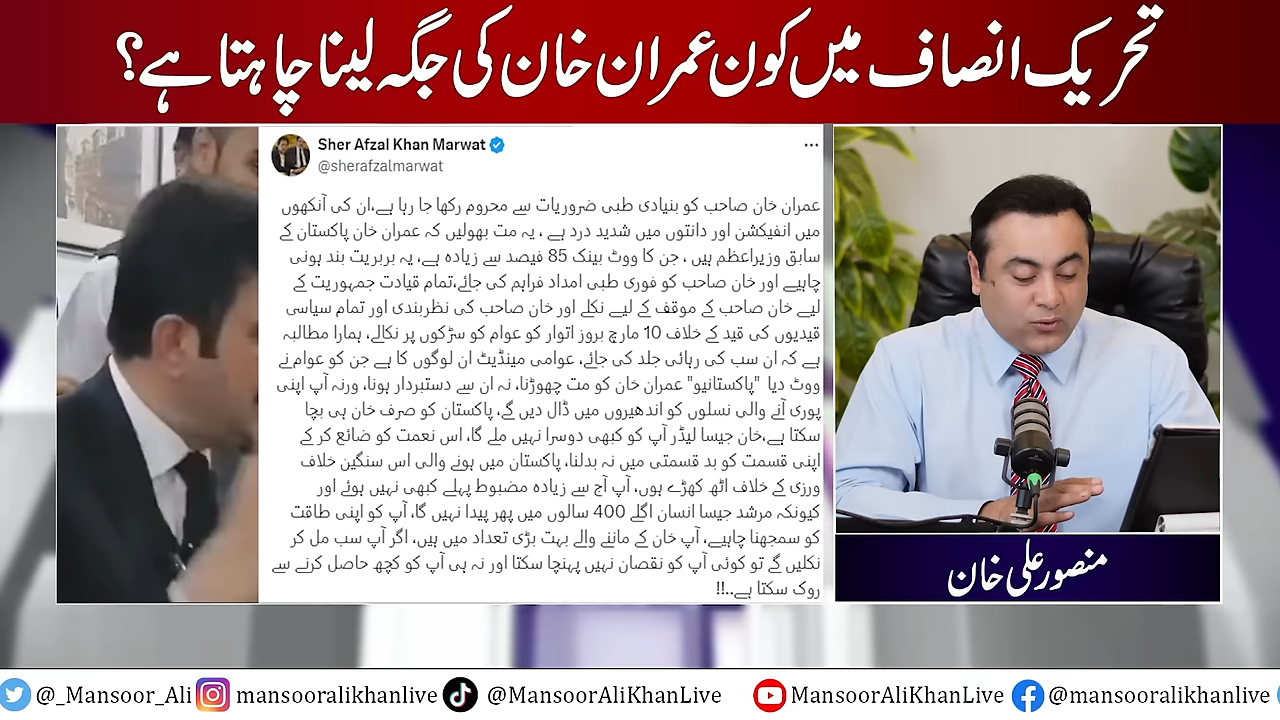 تحریک انصاف میں کون عمران خان کی جگہ لینا چاہتا ہے؟
Sher Afzal Khan Marwat
@sherafzalmarwat
عمران خان صاحب کو بنیادی طبی ضروریات سے محروم رکھا جا رہا ہے،ان کی آنکھوں
میں انفیکشن اور دانتوں میں شدید درد ہے ، یہ مت بھولیں کہ عمران خان پاکستان کے
سابق وزیراعظم ہیں ، جن کا ووٹ بینک 85 فیصد سے زیادہ ہے، یہ بربریت بند ہونی
چاہیے اور خان صاحب کو فوری طبی امداد فراہم کی جائے،تمام قیادت جمہوریت کے
لیے خان صاحب کے موقف کے لیے نکلے اور خان صاحب کی نظربندی اور تمام سیاسی
قیدیوں کی قید کے خلاف 10 مارچ بروز اتوار کو عوام کو سڑکوں پر نکالے، ہمارا مطالبہ
ہے کہ ان سب کی رہائی جلد کی جائے، عوامی مینڈیٹ ان لوگوں کا ہے جن کو عوام نے
ووٹ دیا "پاکستانیو" عمران خان کو مت چھوڑنا، نہ ان سے دستبردار ہونا، ورنہ آپ اپنی
پوری آنے والی نسلوں کو اندھیروں میں ڈال دیں گے، پاکستان کو صرف خان ہی بچا
سکتا ہے،خان جیسا لیڈر آپ کو کبھی دوسرا نہیں ملے گا، اس نعمت کو ضائع کر کے
اپنی قسمت کو بد قسمتی میں نہ بدلنا، پاکستان میں ہونے والی اس سنگین خلاف
ورزی کے خلاف اٹھ کھڑے ہوں، آپ آج سے زیادہ مضبوط پہلے کبھی نہیں ہوئے اور
کیونکہ مرشد جیسا انسان اگلے 400 سالوں میں پھر پیدا نہیں گا، آپ کو اپنی طاقت
کو سمجھنا چاہیے، آپ خان کے ماننے والے بہت بڑی تعداد میں ہیں، اگر آپ سب مل کر
نکلیں گے تو کوئی آپ کو نقصان نہیں پہنچا سکتا اور نہ ہی آپ کو کچھ حاصل کرنے سے
روک سکتا ہے..!!
منصور علی خان
@_Mansoor_Ali mansooralikhanlive @MansoorAliKhanLive MansoorAliKhanLive @mansooralikhanlive